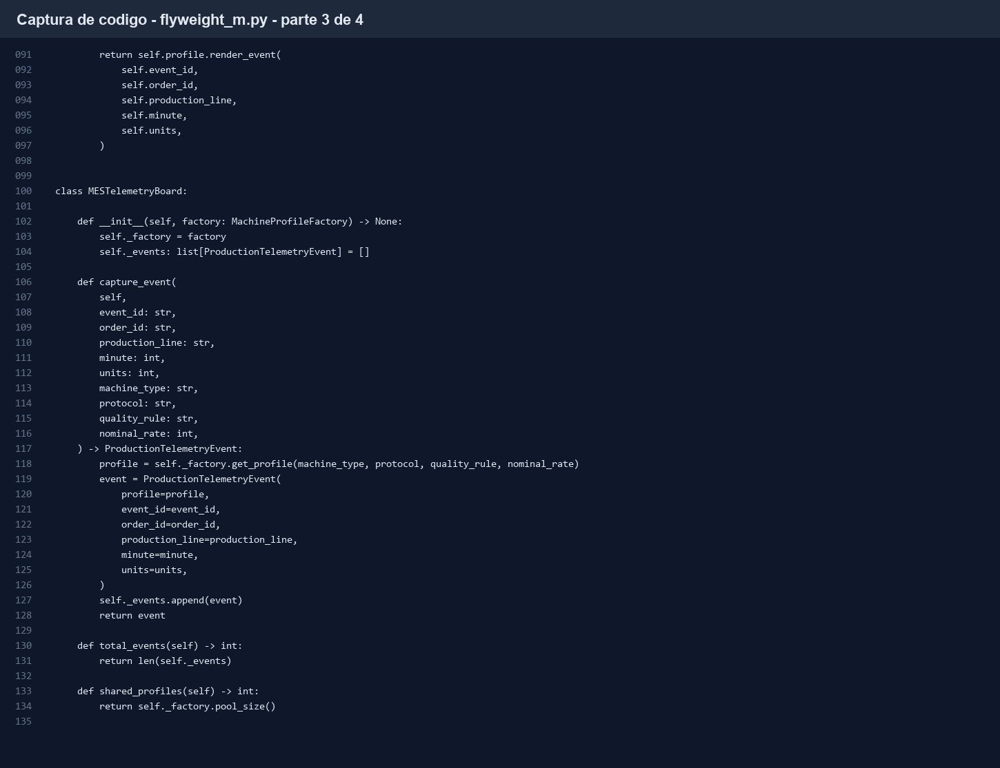 Captura de codigo - flyweight_m.py - parte 3 de 4
091         return self.profile.render_event(
092             self.event_id,
093             self.order_id,
094             self.production_line,
095             self.minute,
096             self.units,
097         )
098
099
100 class MESTelemetryBoard:
101
102     def __init__(self, factory: MachineProfileFactory) -> None:
103         self._factory = factory
104         self._events: list[ProductionTelemetryEvent] = []
105
106     def capture_event(
107         self,
108         event_id: str,
109         order_id: str,
110         production_line: str,
111         minute: int,
112         units: int,
113         machine_type: str,
114         protocol: str,
115         quality_rule: str,
116         nominal_rate: int,
117     ) -> ProductionTelemetryEvent:
118         profile = self._factory.get_profile(machine_type, protocol, quality_rule, nominal_rate)
119         event = ProductionTelemetryEvent(
120             profile=profile,
121             event_id=event_id,
122             order_id=order_id,
123             production_line=production_line,
124             minute=minute,
125             units=units,
126         )
127         self._events.append(event)
128         return event
129
130     def total_events(self) -> int:
131         return len(self._events)
132
133     def shared_profiles(self) -> int:
134         return self._factory.pool_size()
135